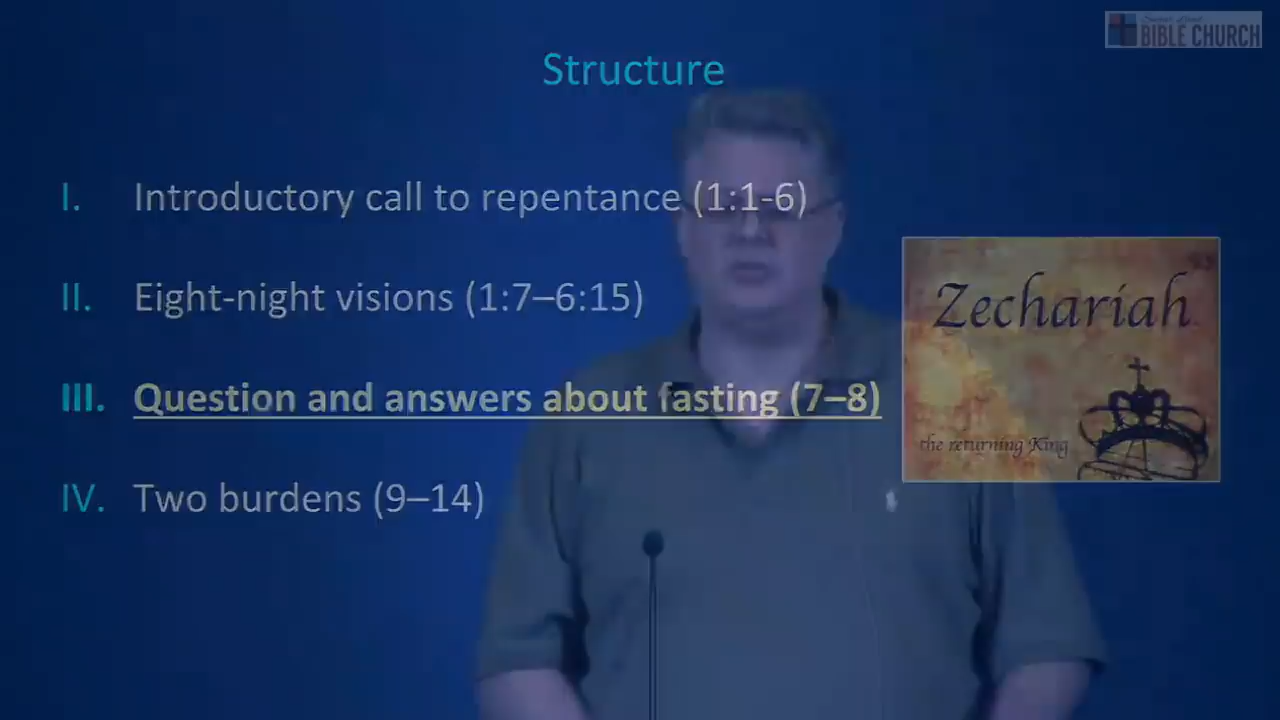 BIBLE CHURCH
Structure
I. Introductory call to repentance (1:1-6)
II. Eight-night visions (1:7–6:15)
III. Question and answers about fasting (7–8)
IV. Two burdens (9–14)
Zechariah
the returning King